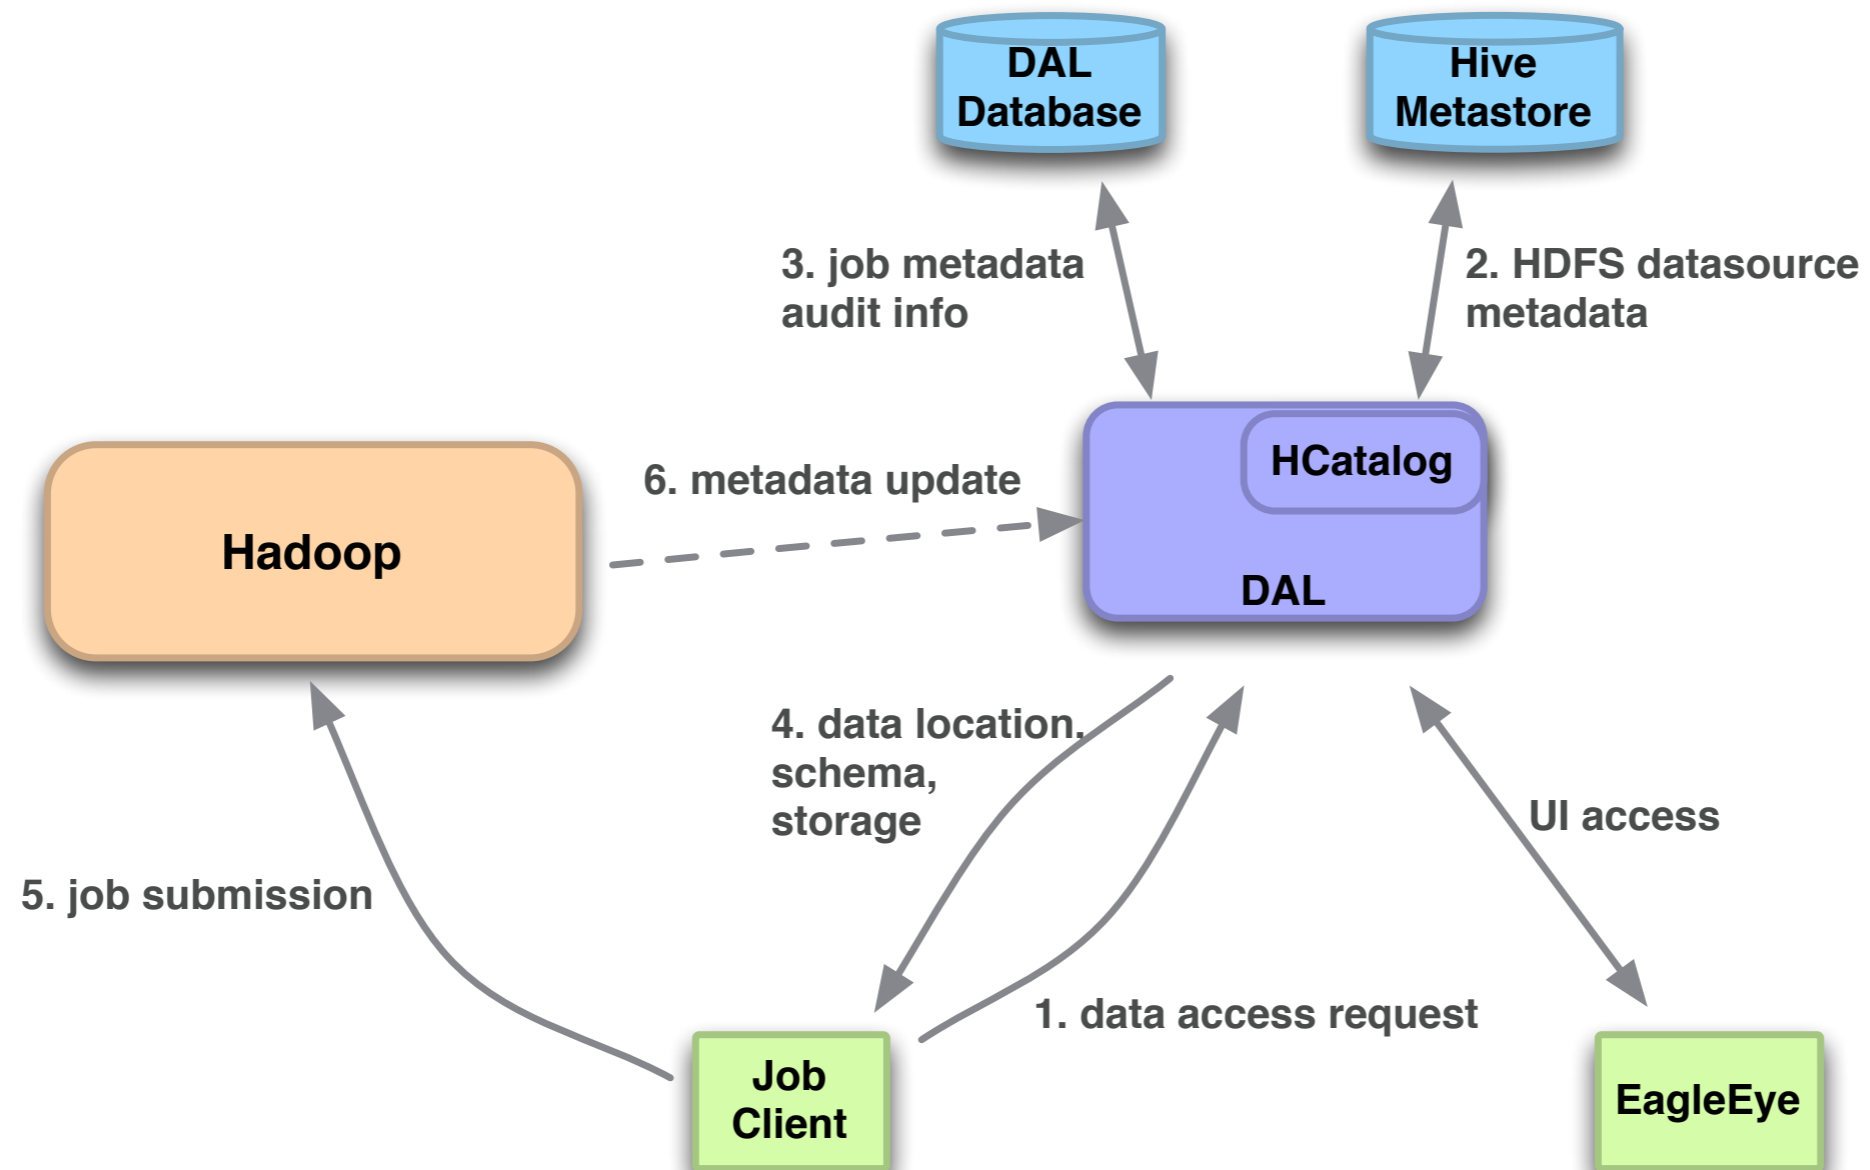 DAL
Database
Hive
Metastore
3. job metadata
audit info
2. HDFS datasource
metadata
HCatalog
6. metadata update
Hadoop
DAL
4. data location,
schema,
storage
UI access
5. job submission
1. data access request
Job
Client
EagleEye